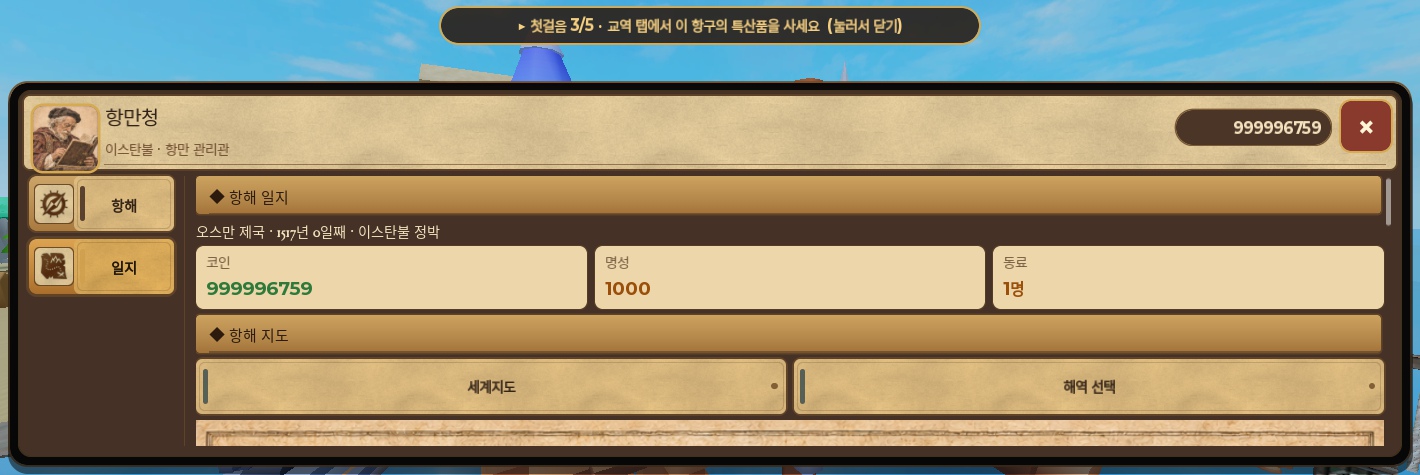 ▸ 첫걸음 3/5 · 교역 탭에서 이 항구의 특산품을 사세요 (눌러서 닫기)
항만청
이스탄불 · 항만 관리관
999996759
×
항해
일지
◆ 항해 일지
오스만 제국 · 1517년 0일째 · 이스탄불 정박
코인
999996759
명성
1000
동료
1명
◆ 항해 지도
세계지도
해역 선택